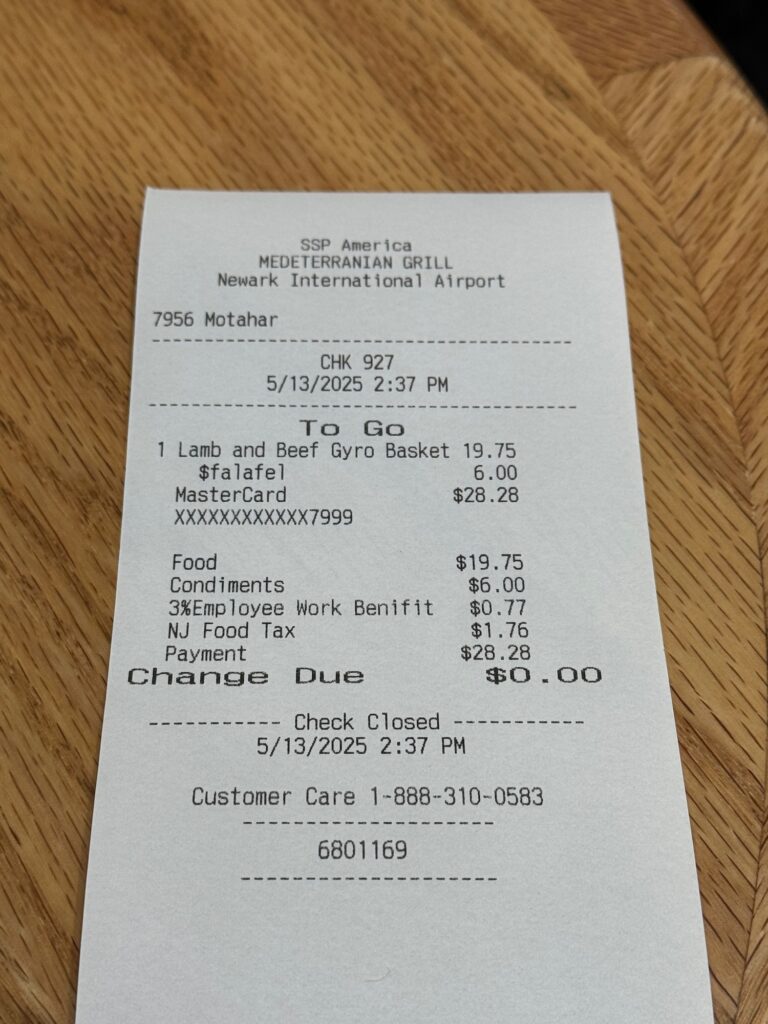 SSP America
MEDETERRANIAN GRILL
Newark International Airport
7956 Motahar
---------------------------------------
CHK 927
5/13/2025 2:37 PM
---------------------------------------
To Go
1 Lamb and Beef Gyro Basket 19.75
$falafel 6.00
MasterCard $28.28
XXXXXXXXXXXX7999
Food $19.75
Condiments $6.00
3%Employee Work Benifit $0.77
NJ Food Tax $1.76
Payment $28.28
Change Due $0.00
----------- Check Closed -----------
5/13/2025 2:37 PM
Customer Care 1-888-310-0583
--------------------
6801169
--------------------